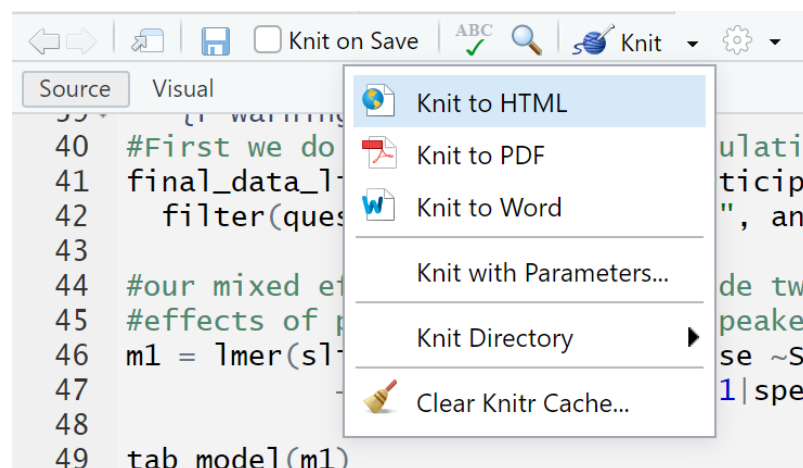 Knit on Save ABC Knit
Source Visual
Knit to HTML
40 #First we do ulati
Knit to PDF
41 final_data_l ticip
42 filter(ques ", an
Knit to Word
43
Knit with Parameters...
44 #our mixed ef de tw
45 #effects of p peake
Knit Directory
46 m1 = lmer(sl se ~S
47 1|spe
Clear Knitr Cache...
48
49 tab_model(m1)